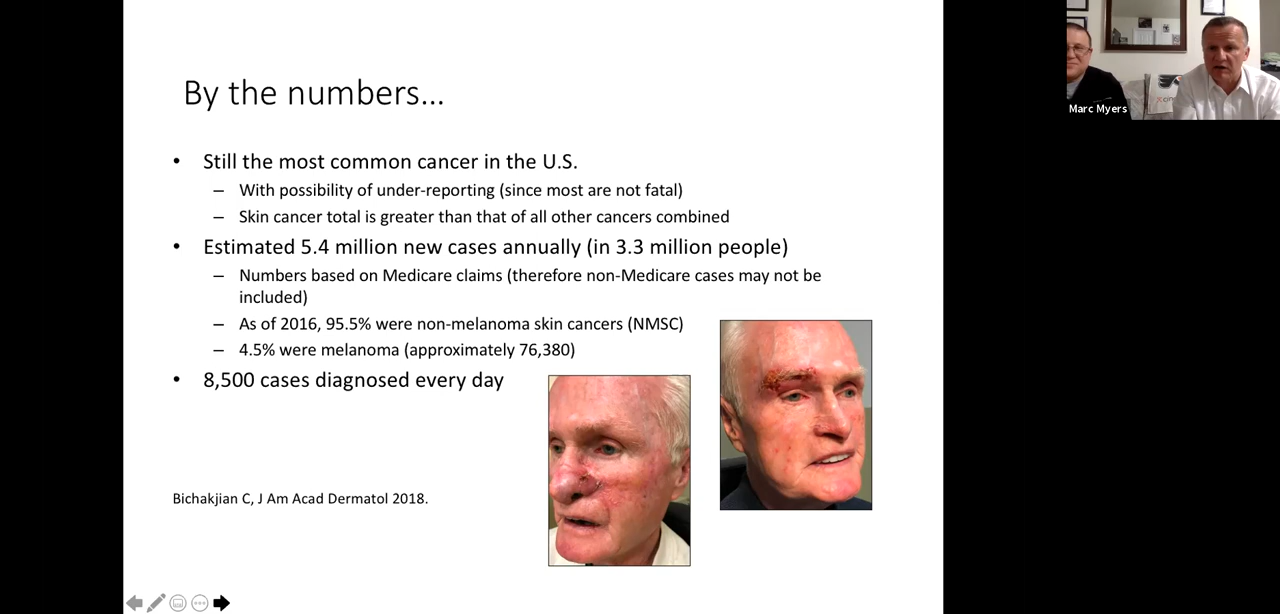 By the numbers...
• Still the most common cancer in the U.S.
– With possibility of under-reporting (since most are not fatal)
– Skin cancer total is greater than that of all other cancers combined
• Estimated 5.4 million new cases annually (in 3.3 million people)
– Numbers based on Medicare claims (therefore non-Medicare cases may not be
included)
– As of 2016, 95.5% were non-melanoma skin cancers (NMSC)
– 4.5% were melanoma (approximately 76,380)
• 8,500 cases diagnosed every day
Bichakjian C, J Am Acad Dermatol 2018.
Marc Myers